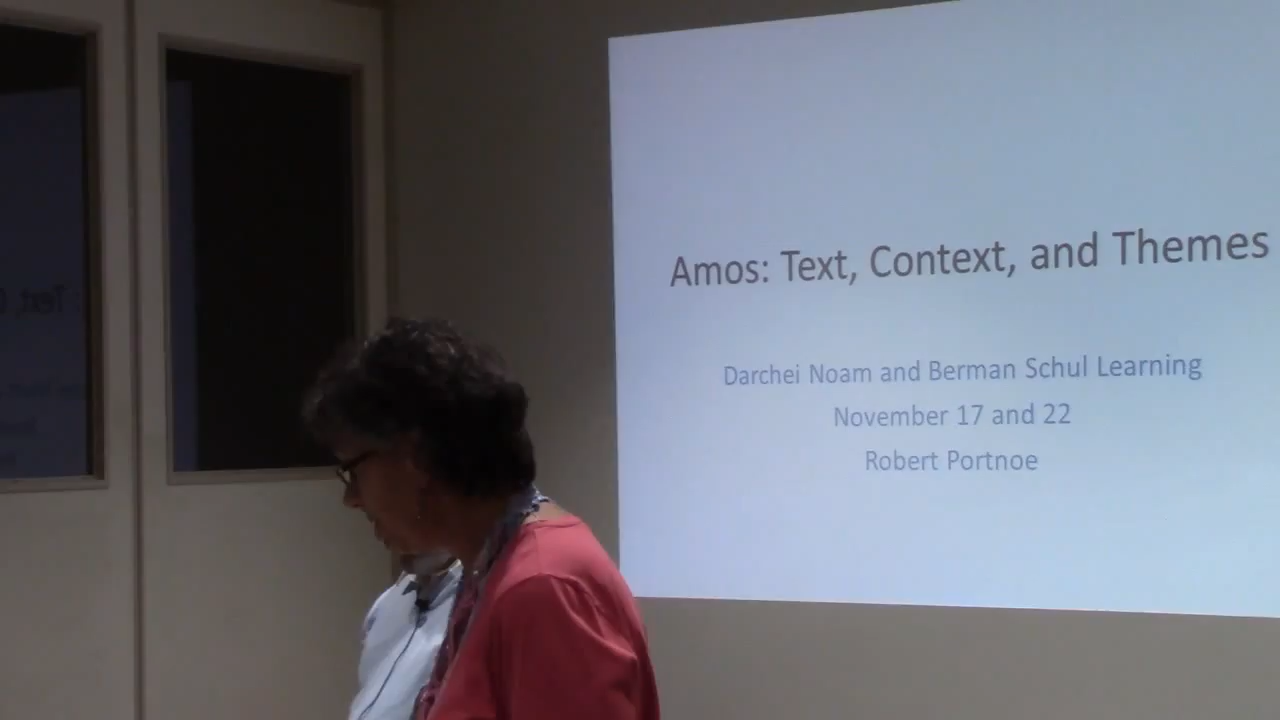 Amos: Text, Context, and Themes
Darchei Noam and Berman Schul Learning
November 17 and 22
Robert Portnoe